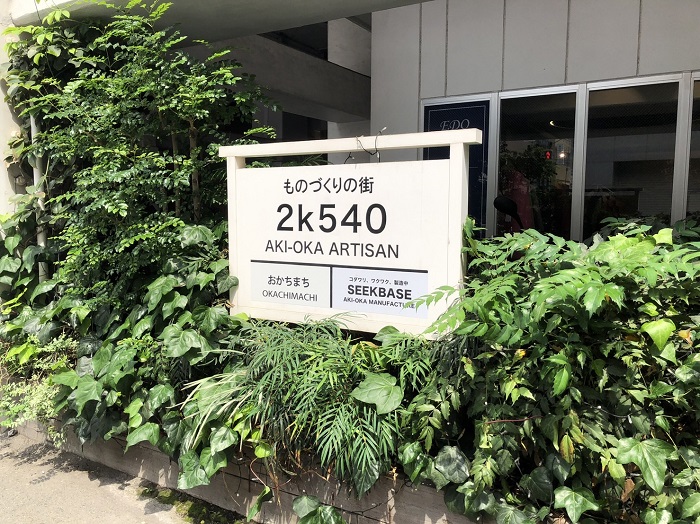 EDO
ものづくりの街
2k540
AKI-OKA ARTISAN
おかちまち
OKACHIMACHI
コダワリ、ワクワク、製造中
SEEKBASE
AKI-OKA MANUFACTURE